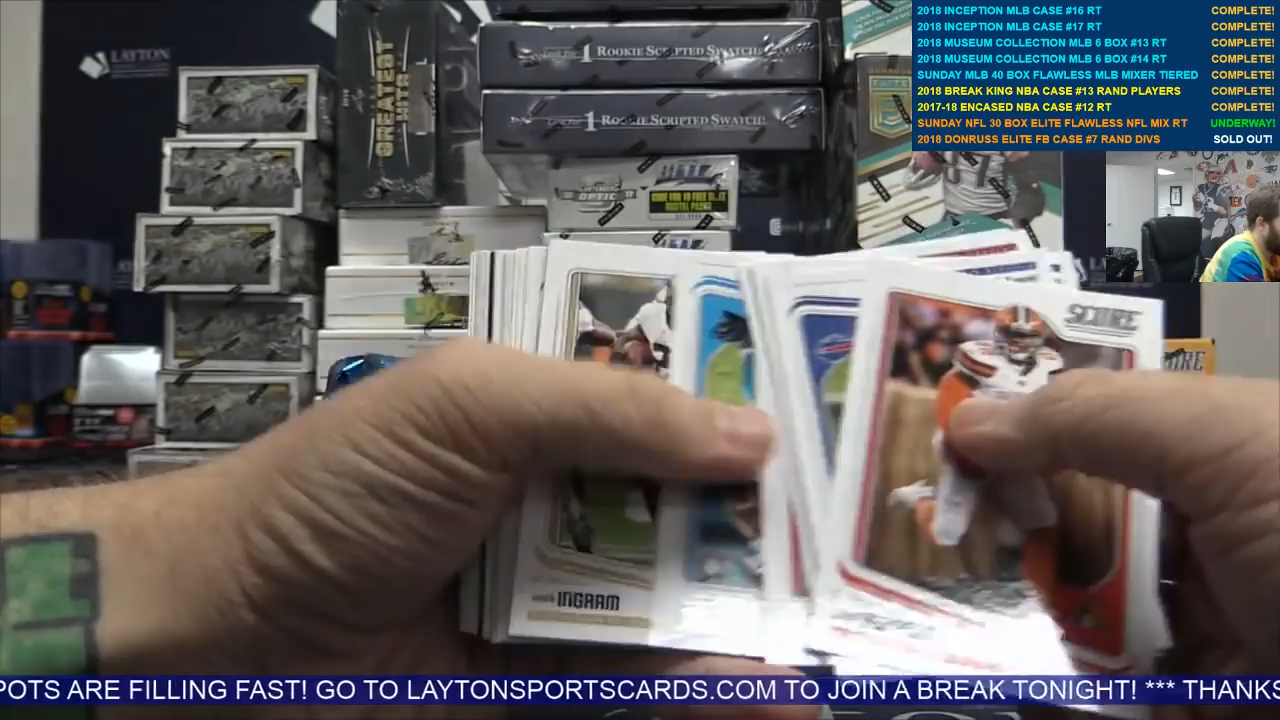 2018 INCEPTION MLB CASE #16 RT COMPLETE!
2018 INCEPTION MLB CASE #17 RT COMPLETE!
2018 MUSEUM COLLECTION MLB 6 BOX #13 RT COMPLETE!
2018 MUSEUM COLLECTION MLB 6 BOX #14 RT COMPLETE!
SUNDAY MLB 40 BOX FLAWLESS MLB MIXER TIERED COMPLETE!
2018 BREAK KING NBA CASE #13 RAND PLAYERS COMPLETE!
2017-18 ENCASED NBA CASE #12 RT COMPLETE!
SUNDAY NFL 30 BOX ELITE FLAWLESS NFL MIX RT UNDERWAY!
2018 DONRUSS ELITE FB CASE #7 RAND DIVS SOLD OUT!
LAYTON
GREATEST
HITS
1 ROOKIE SCRIPTED SWATCH!
1 ROOKIE SCRIPTED SWATCH!
OPTIC
ELITE
SCORE
INGRAM
POTS ARE FILLING FAST! GO TO LAYTONSPORTSCARDS.COM TO JOIN A BREAK TONIGHT! *** THANKS